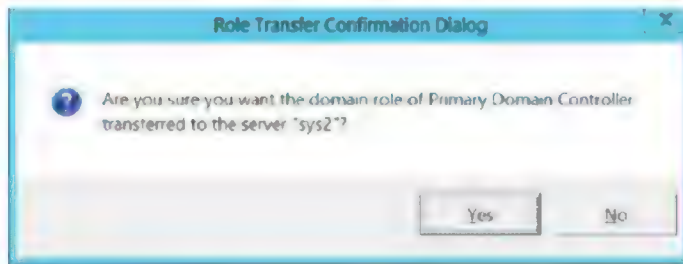 Role Transfer Confirmation Dialog
Are you sure you want the domain role of Primary Domain Controller
transferred to the server "sys2"?
Yes No